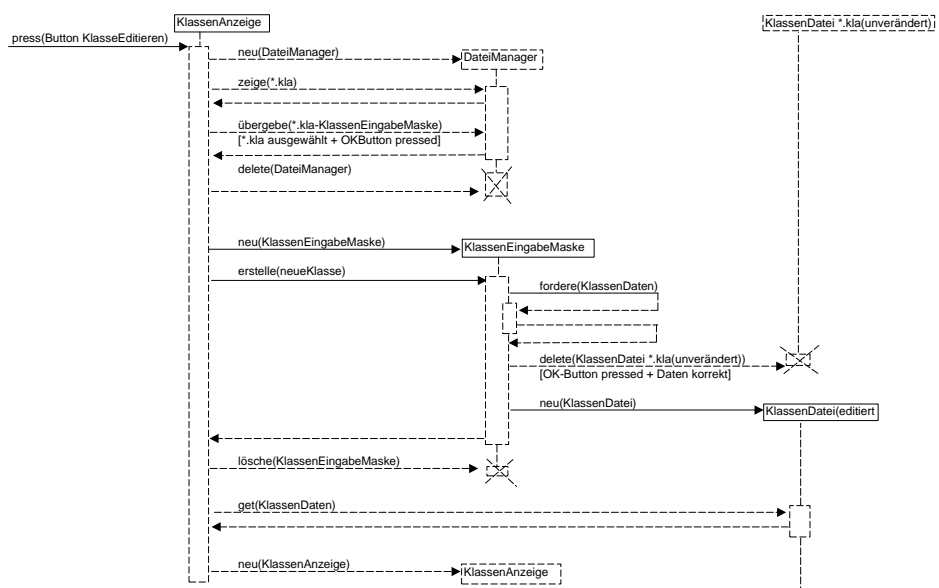 KlassenAnzeige
KlassenDatei *.kla(unverändert)
press(Button KlasseEditieren)
neu(DateiManager)
DateiManager
zeige(*.kla)
übergebe(*.kla-KlassenEingabeMaske)
[*.kla ausgewählt + OKButton pressed]
delete(DateiManager)
neu(KlassenEingabeMaske)
KlassenEingabeMaske
erstelle(neueKlasse)
fordere(KlassenDaten)
delete(KlassenDatei *.kla(unverändert))
[OK-Button pressed + Daten korrekt]
neu(KlassenDatei)
KlassenDatei(editiert
lösche(KlassenEingabeMaske)
get(KlassenDaten)
neu(KlassenAnzeige)
KlassenAnzeige